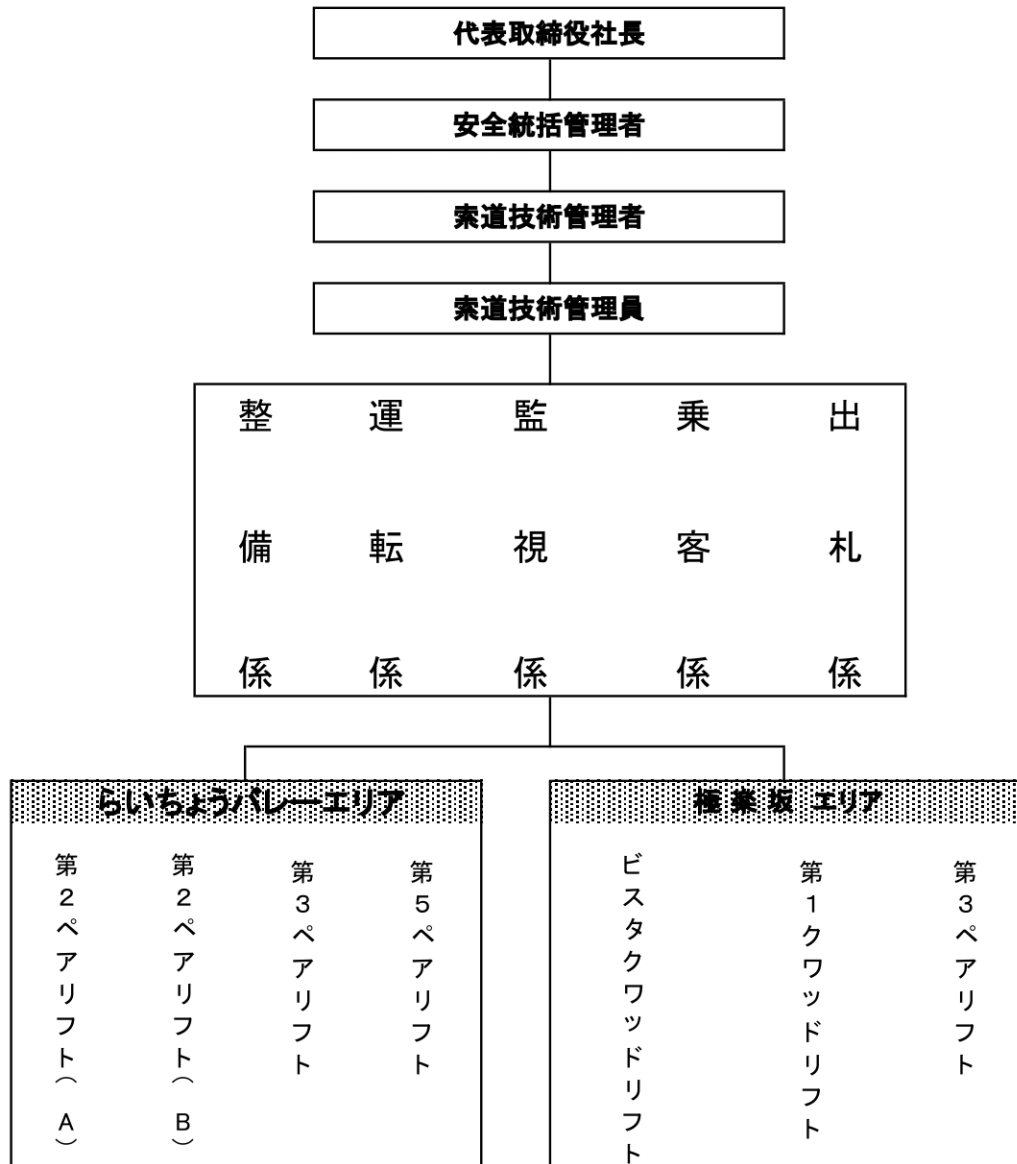 代表取締役社長
安全統括管理者
索道技術管理者
索道技術管理員
整備係
運転係
監視係
乗客係
出札係
らいちょうバレーエリア
第2ペアリフト(A)
第2ペアリフト(B)
第3ペアリフト
第5ペアリフト
極楽坂 エリア
ビスタクワッドリフト
第1クワッドリフト
第3ペアリフト